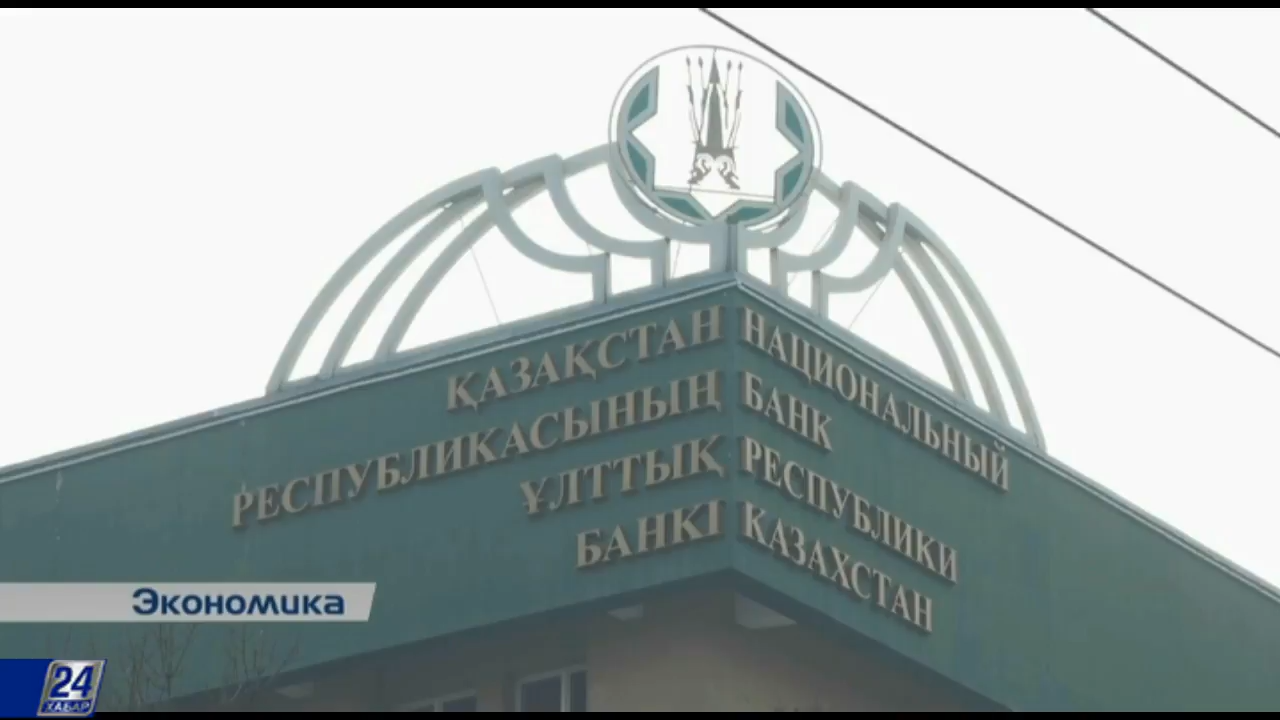 ҚАЗАҚСТАН
РЕСПУБЛИКАСЫНЫҢ
ҰЛТТЫҚ
БАНКІ
НАЦИОНАЛЬНЫЙ
БАНК
РЕСПУБЛИКИ
КАЗАХСТАН
Экономика
24
ХАБАР